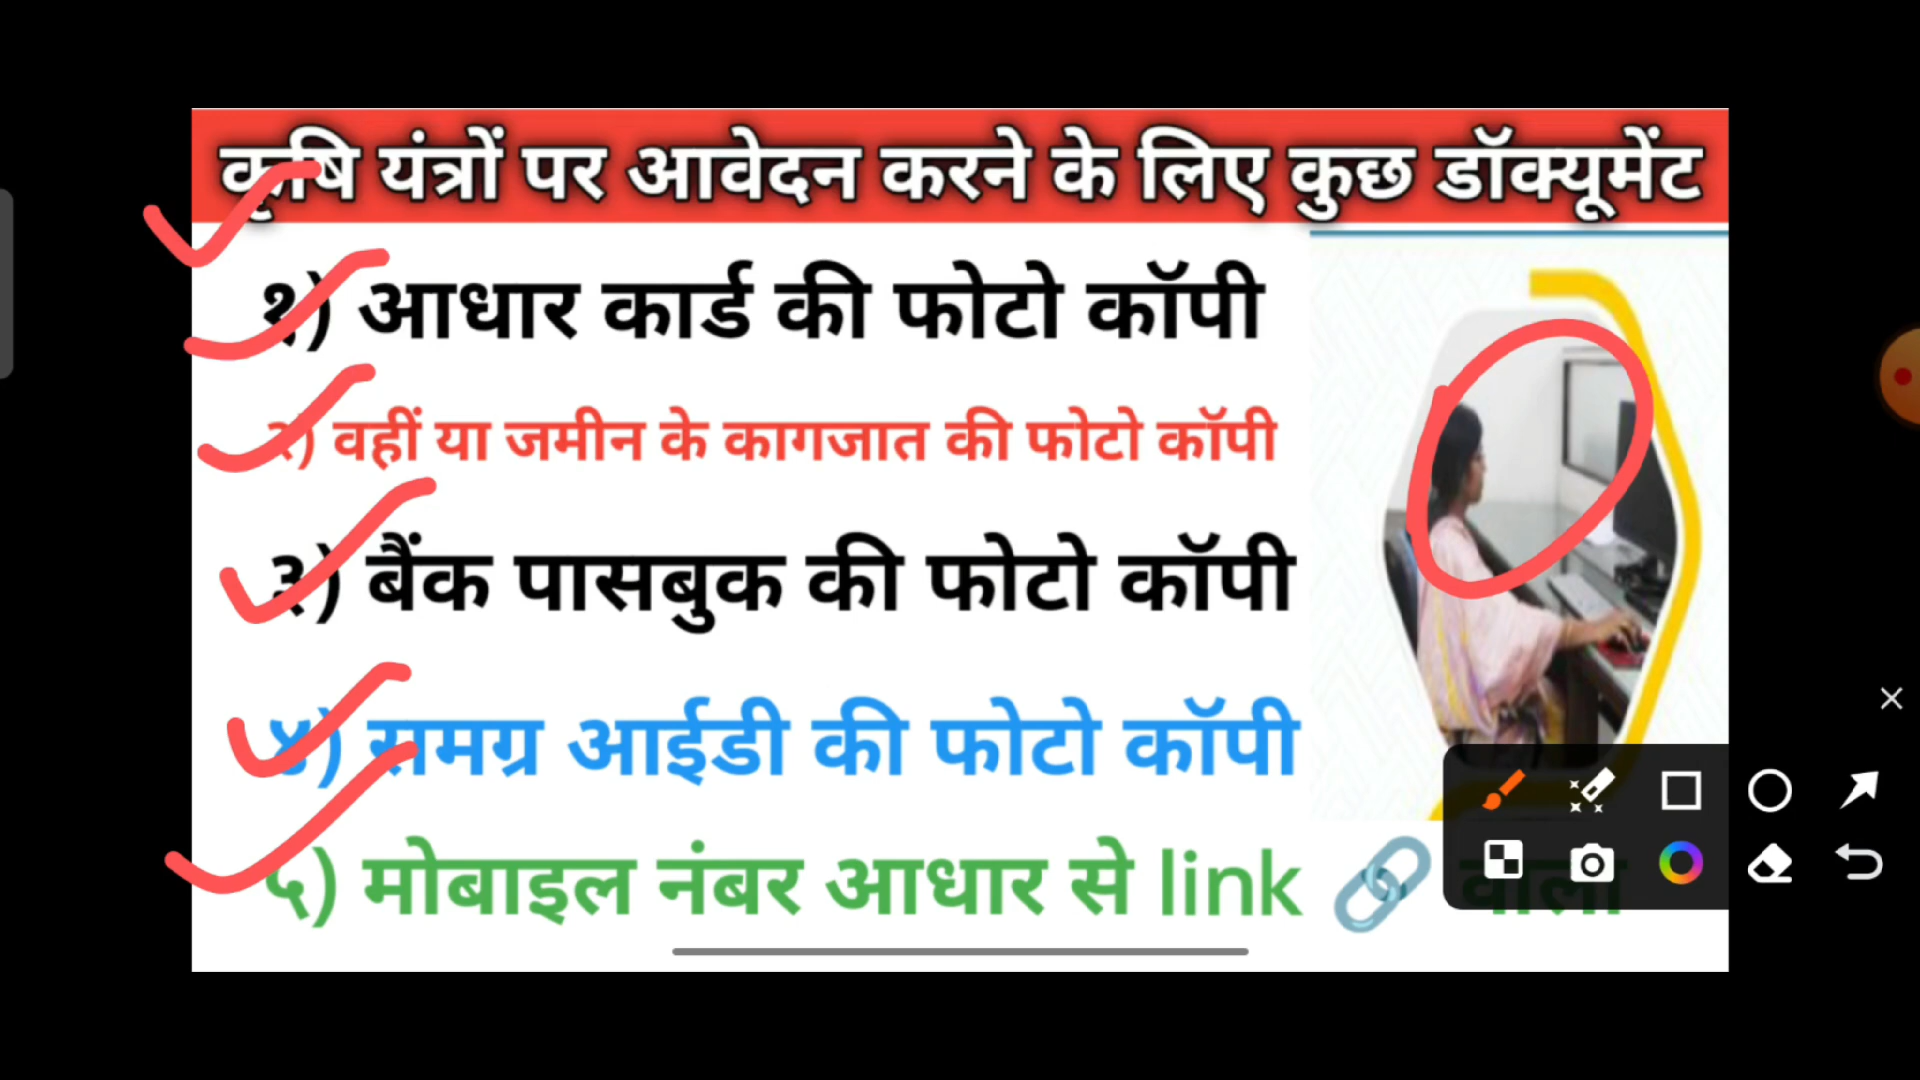 कृषि यंत्रों पर आवेदन करने के लिए कुछ डॉक्यूमेंट
१) आधार कार्ड की फोटो कॉपी
२) वहीं या जमीन के कागजात की फोटो कॉपी
३) बैंक पासबुक की फोटो कॉपी
४) समग्र आईडी की फोटो कॉपी
५) मोबाइल नंबर आधार से link 🔗 वाला